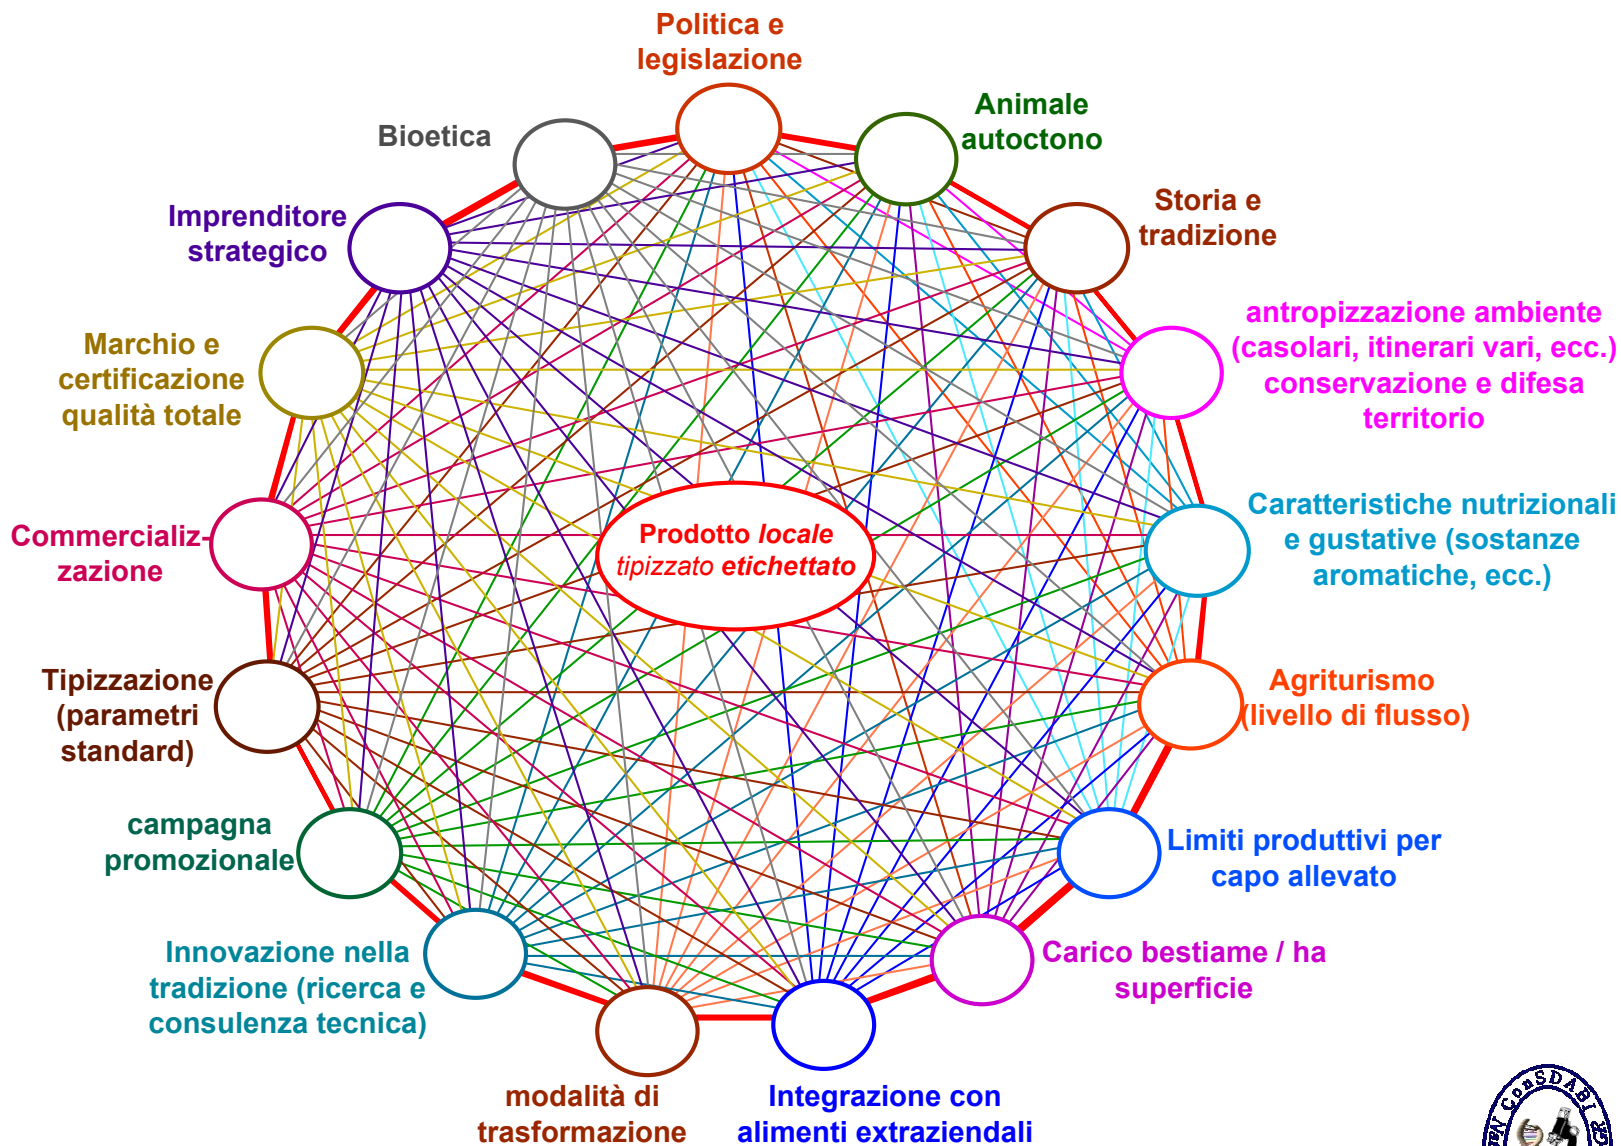 Politica e
legislazione
Animale
autoctono
Storia e
tradizione
antropizzazione ambiente
(casolari, itinerari vari, ecc.)
conservazione e difesa
territorio
Caratteristiche nutrizionali
e gustative (sostanze
aromatiche, ecc.)
Agriturismo
(livello di flusso)
Limiti produttivi per
capo allevato
Carico bestiame / ha
superficie
Integrazione con
alimenti extraziendali
modalità di
trasformazione
Innovazione nella
tradizione (ricerca e
consulenza tecnica)
campagna
promozionale
Tipizzazione
(parametri
standard)
Commercializ-
zazione
Marchio e
certificazione
qualità totale
Imprenditore
strategico
Bioetica
Prodotto locale
tipizzato etichettato
ConSDABI